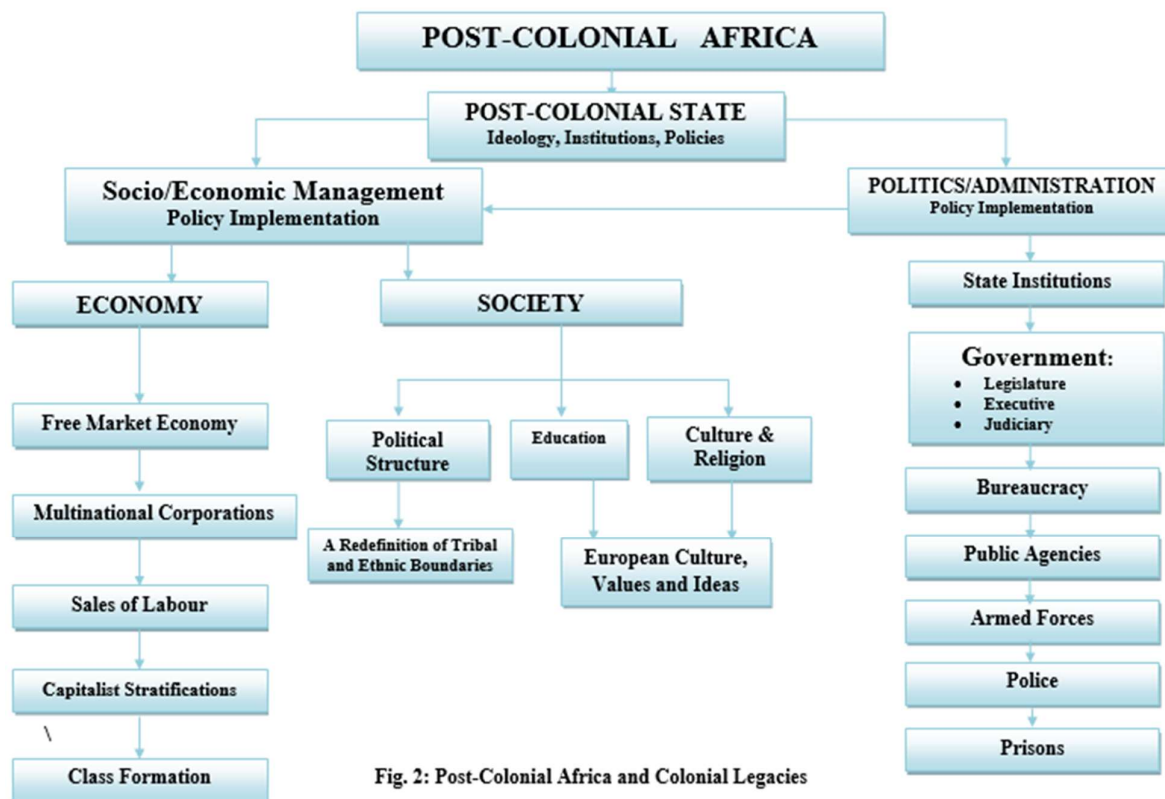 POST-COLONIAL AFRICA
POST-COLONIAL STATE
Ideology, Institutions, Policies
Socio/Economic Management
Policy Implementation
POLITICS/ADMINISTRATION
Policy Implementation
ECONOMY
SOCIETY
State Institutions
Government:
• Legislature
• Executive
• Judiciary
Free Market Economy
Political
Structure
Education
Culture &
Religion
Bureaucracy
Multinational Corporations
A Redefinition of Tribal
and Ethnic Boundaries
European Culture,
Values and Ideas
Public Agencies
Sales of Labour
Armed Forces
Capitalist Stratifications
Police
\
Class Formation
Prisons
Fig. 2: Post-Colonial Africa and Colonial Legacies